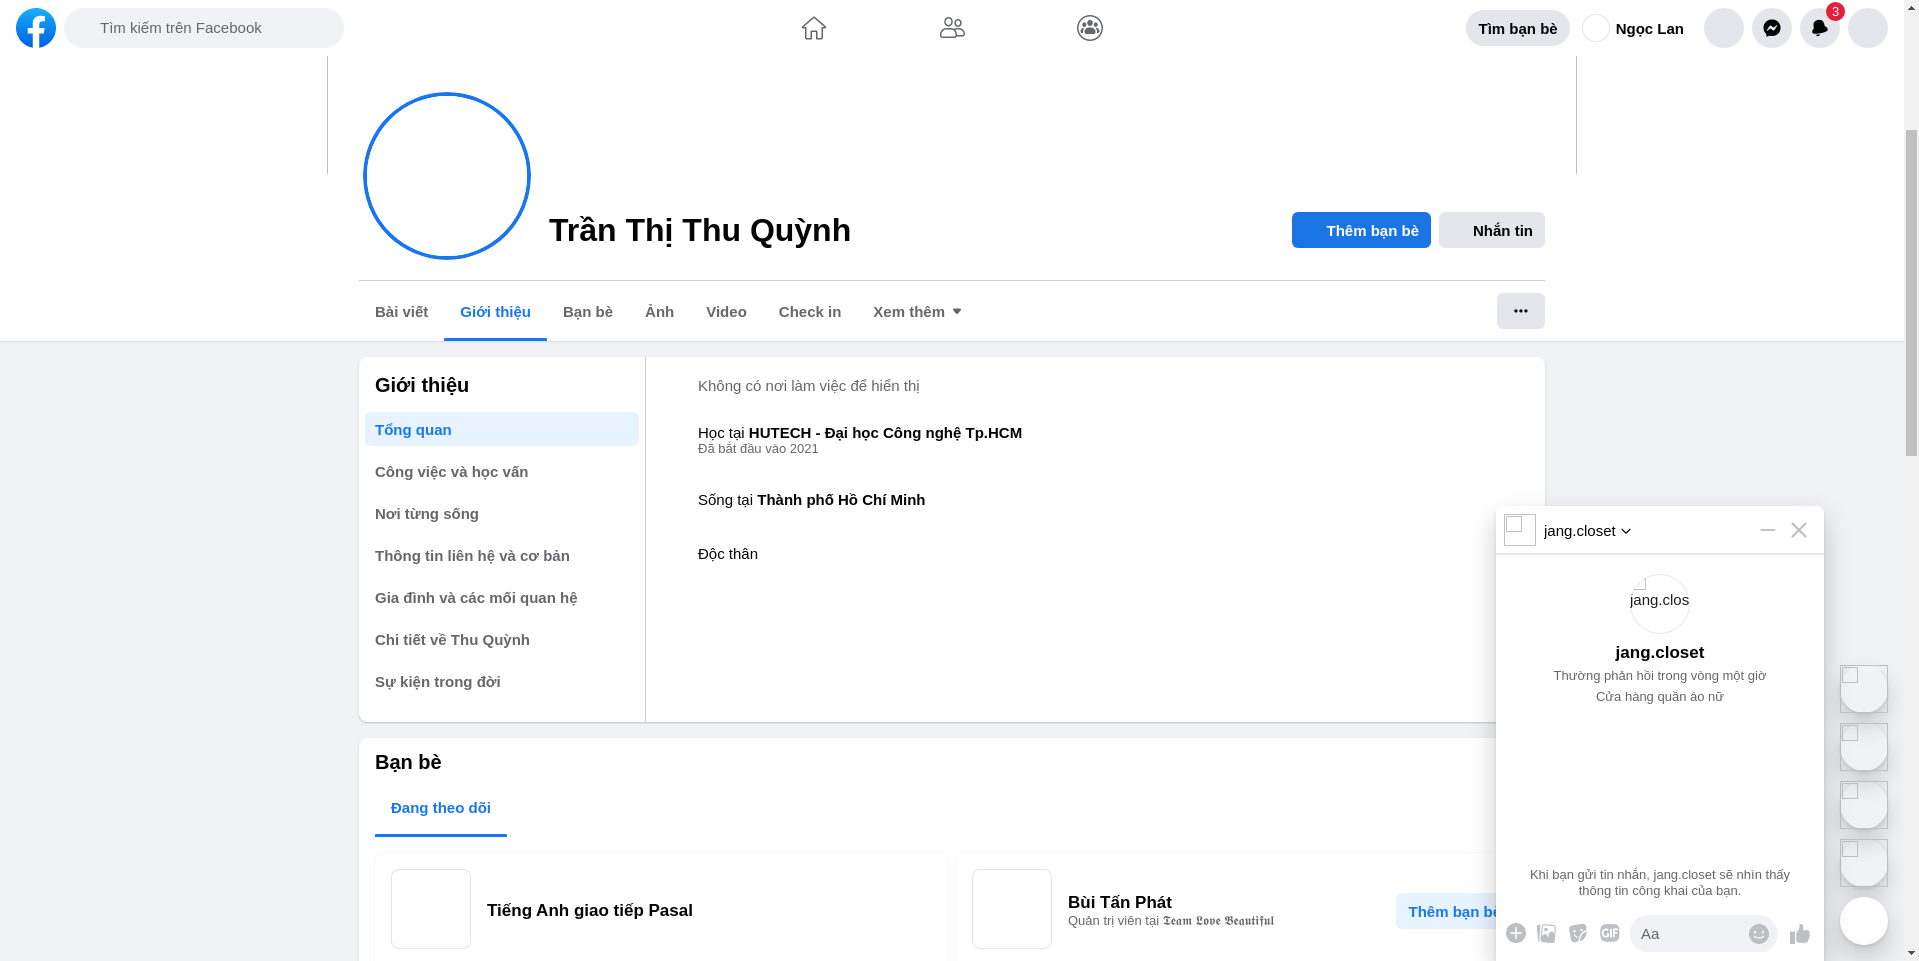 Tìm kiếm trên Facebook
Tìm bạn bè
Ngọc Lan
3
Trần Thị Thu Quỳnh
Thêm bạn bè
Nhắn tin
Bài viết
Giới thiệu
Bạn bè
Ảnh
Video
Check in
Xem thêm
Giới thiệu
Tổng quan
Công việc và học vấn
Nơi từng sống
Thông tin liên hệ và cơ bản
Gia đình và các mối quan hệ
Chi tiết về Thu Quỳnh
Sự kiện trong đời
Không có nơi làm việc để hiển thị
Học tại HUTECH - Đại học Công nghệ Tp.HCM
Đã bắt đầu vào 2021
Sống tại Thành phố Hồ Chí Minh
Độc thân
Bạn bè
Đang theo dõi
Tiếng Anh giao tiếp Pasal
Bùi Tấn Phát
Quản trị viên tại 𝕿𝖊𝖆𝖒 𝕷𝖔𝖛𝖊 𝕭𝖊𝖆𝖚𝖙𝖎𝖋𝖚𝖑
Thêm bạn bè
jang.closet
jang.clos
jang.closet
Thường phản hồi trong vòng một giờ
Cửa hàng quần áo nữ
Khi bạn gửi tin nhắn, jang.closet sẽ nhìn thấy
thông tin công khai của bạn.
GIF
Aa